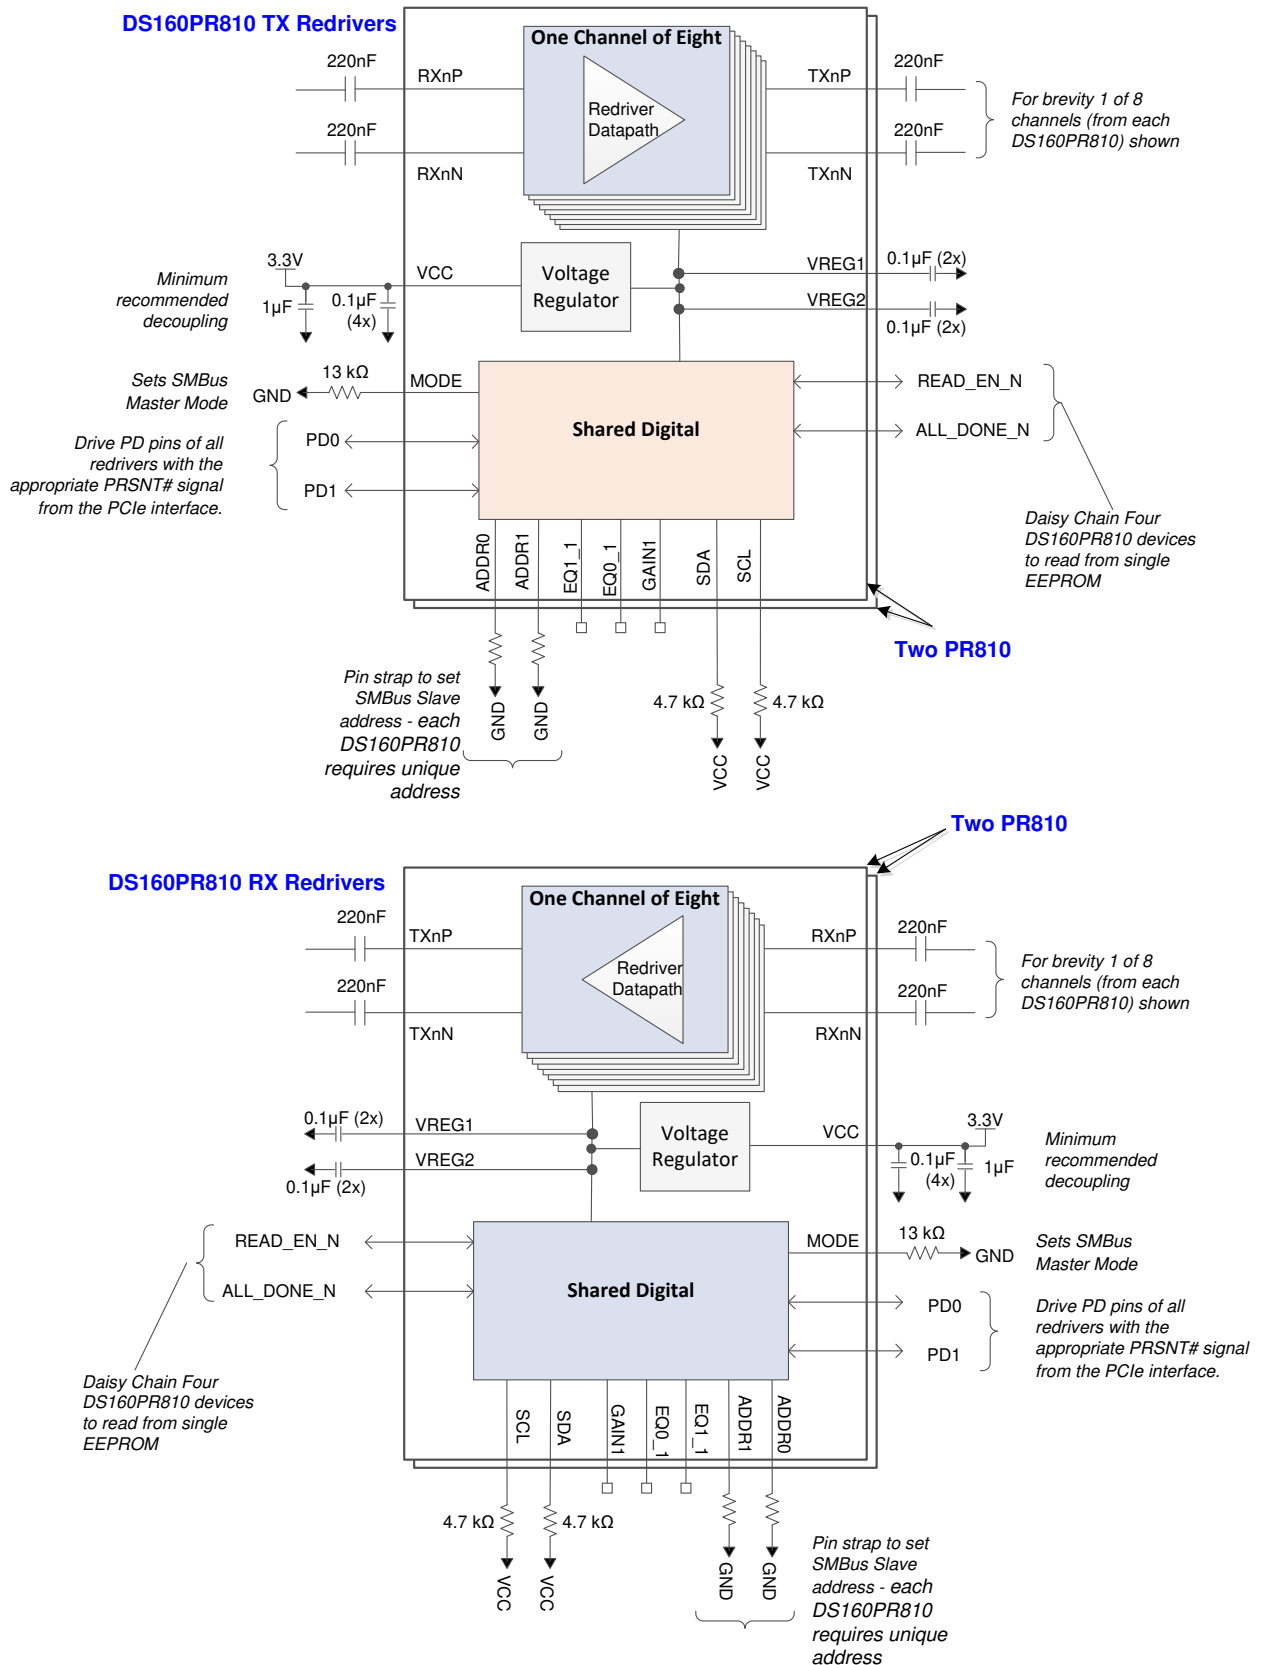 DS160PR810 TX Redrivers
One Channel of Eight
220nF
RXnP
TXnP
220nF
Redriver
Datapath
For brevity 1 of 8
channels (from each
DS160PR810) shown
220nF
RXnN
TXnN
220nF
Minimum
recommended
decoupling
3.3V
1µF
0.1µF
(4x)
VCC
Voltage
Regulator
VREG1
0.1µF (2x)
VREG2
0.1µF (2x)
Sets SMBus
Master Mode
GND
13 kΩ
MODE
Shared Digital
READ_EN_N
ALL_DONE_N
Drive PD pins of all
redrivers with the
appropriate PRSNT# signal
from the PCIe interface.
PD0
PD1
Daisy Chain Four
DS160PR810 devices
to read from single
EEPROM
ADDR0
ADDR1
EQ1_1
EQ0_1
GAIN1
SDA
SCL
Two PR810
Pin strap to set
SMBus Slave
address - each
DS160PR810
requires unique
address
GND
GND
4.7 kΩ
4.7 kΩ
VCC
VCC
Two PR810
DS160PR810 RX Redrivers
One Channel of Eight
220nF
TXnP
RXnP
220nF
Redriver
Datapath
For brevity 1 of 8
channels (from each
DS160PR810) shown
220nF
TXnN
RXnN
220nF
0.1µF (2x)
VREG1
VREG2
0.1µF (2x)
Voltage
Regulator
VCC
3.3V
0.1µF
(4x)
1µF
Minimum
recommended
decoupling
READ_EN_N
ALL_DONE_N
Shared Digital
MODE
13 kΩ
GND
Sets SMBus
Master Mode
PD0
PD1
Drive PD pins of all
redrivers with the
appropriate PRSNT# signal
from the PCIe interface.
Daisy Chain Four
DS160PR810 devices
to read from single
EEPROM
SCL
SDA
GAIN1
EQ0_1
EQ1_1
ADDR1
ADDR0
4.7 kΩ
4.7 kΩ
VCC
VCC
GND
GND
Pin strap to set
SMBus Slave
address - each
DS160PR810
requires unique
address